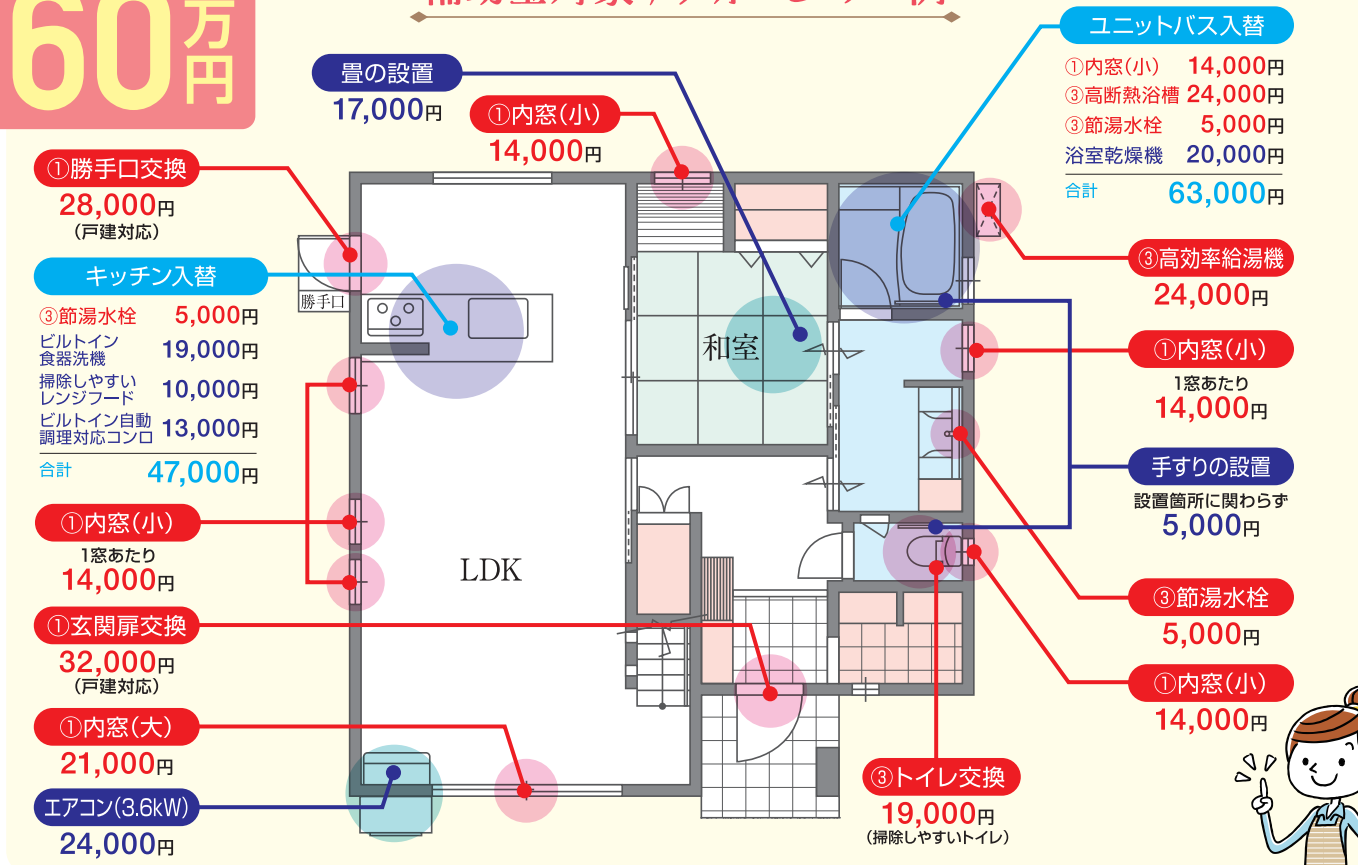 60万円
畳の設置
17,000円
①内窓(小)
14,000円
ユニットバス入替
①内窓(小) 14,000円
③高断熱浴槽 24,000円
③節湯水栓 5,000円
浴室乾燥機 20,000円
合計 63,000円
①勝手口交換
28,000円
(戸建対応)
キッチン入替
③節湯水栓 5,000円
ビルトイン
食器洗機 19,000円
掃除しやすい
レンジフード 10,000円
ビルトイン自動
調理対応コンロ 13,000円
合計 47,000円
①内窓(小)
1窓あたり
14,000円
①玄関扉交換
32,000円
(戸建対応)
①内窓(大)
21,000円
エアコン(3.6kW)
24,000円
勝手口
和室
LDK
③高効率給湯機
24,000円
①内窓(小)
1窓あたり
14,000円
手すりの設置
設置箇所に関わらず
5,000円
③節湯水栓
5,000円
①内窓(小)
14,000円
③トイレ交換
19,000円
(掃除しやすいトイレ)